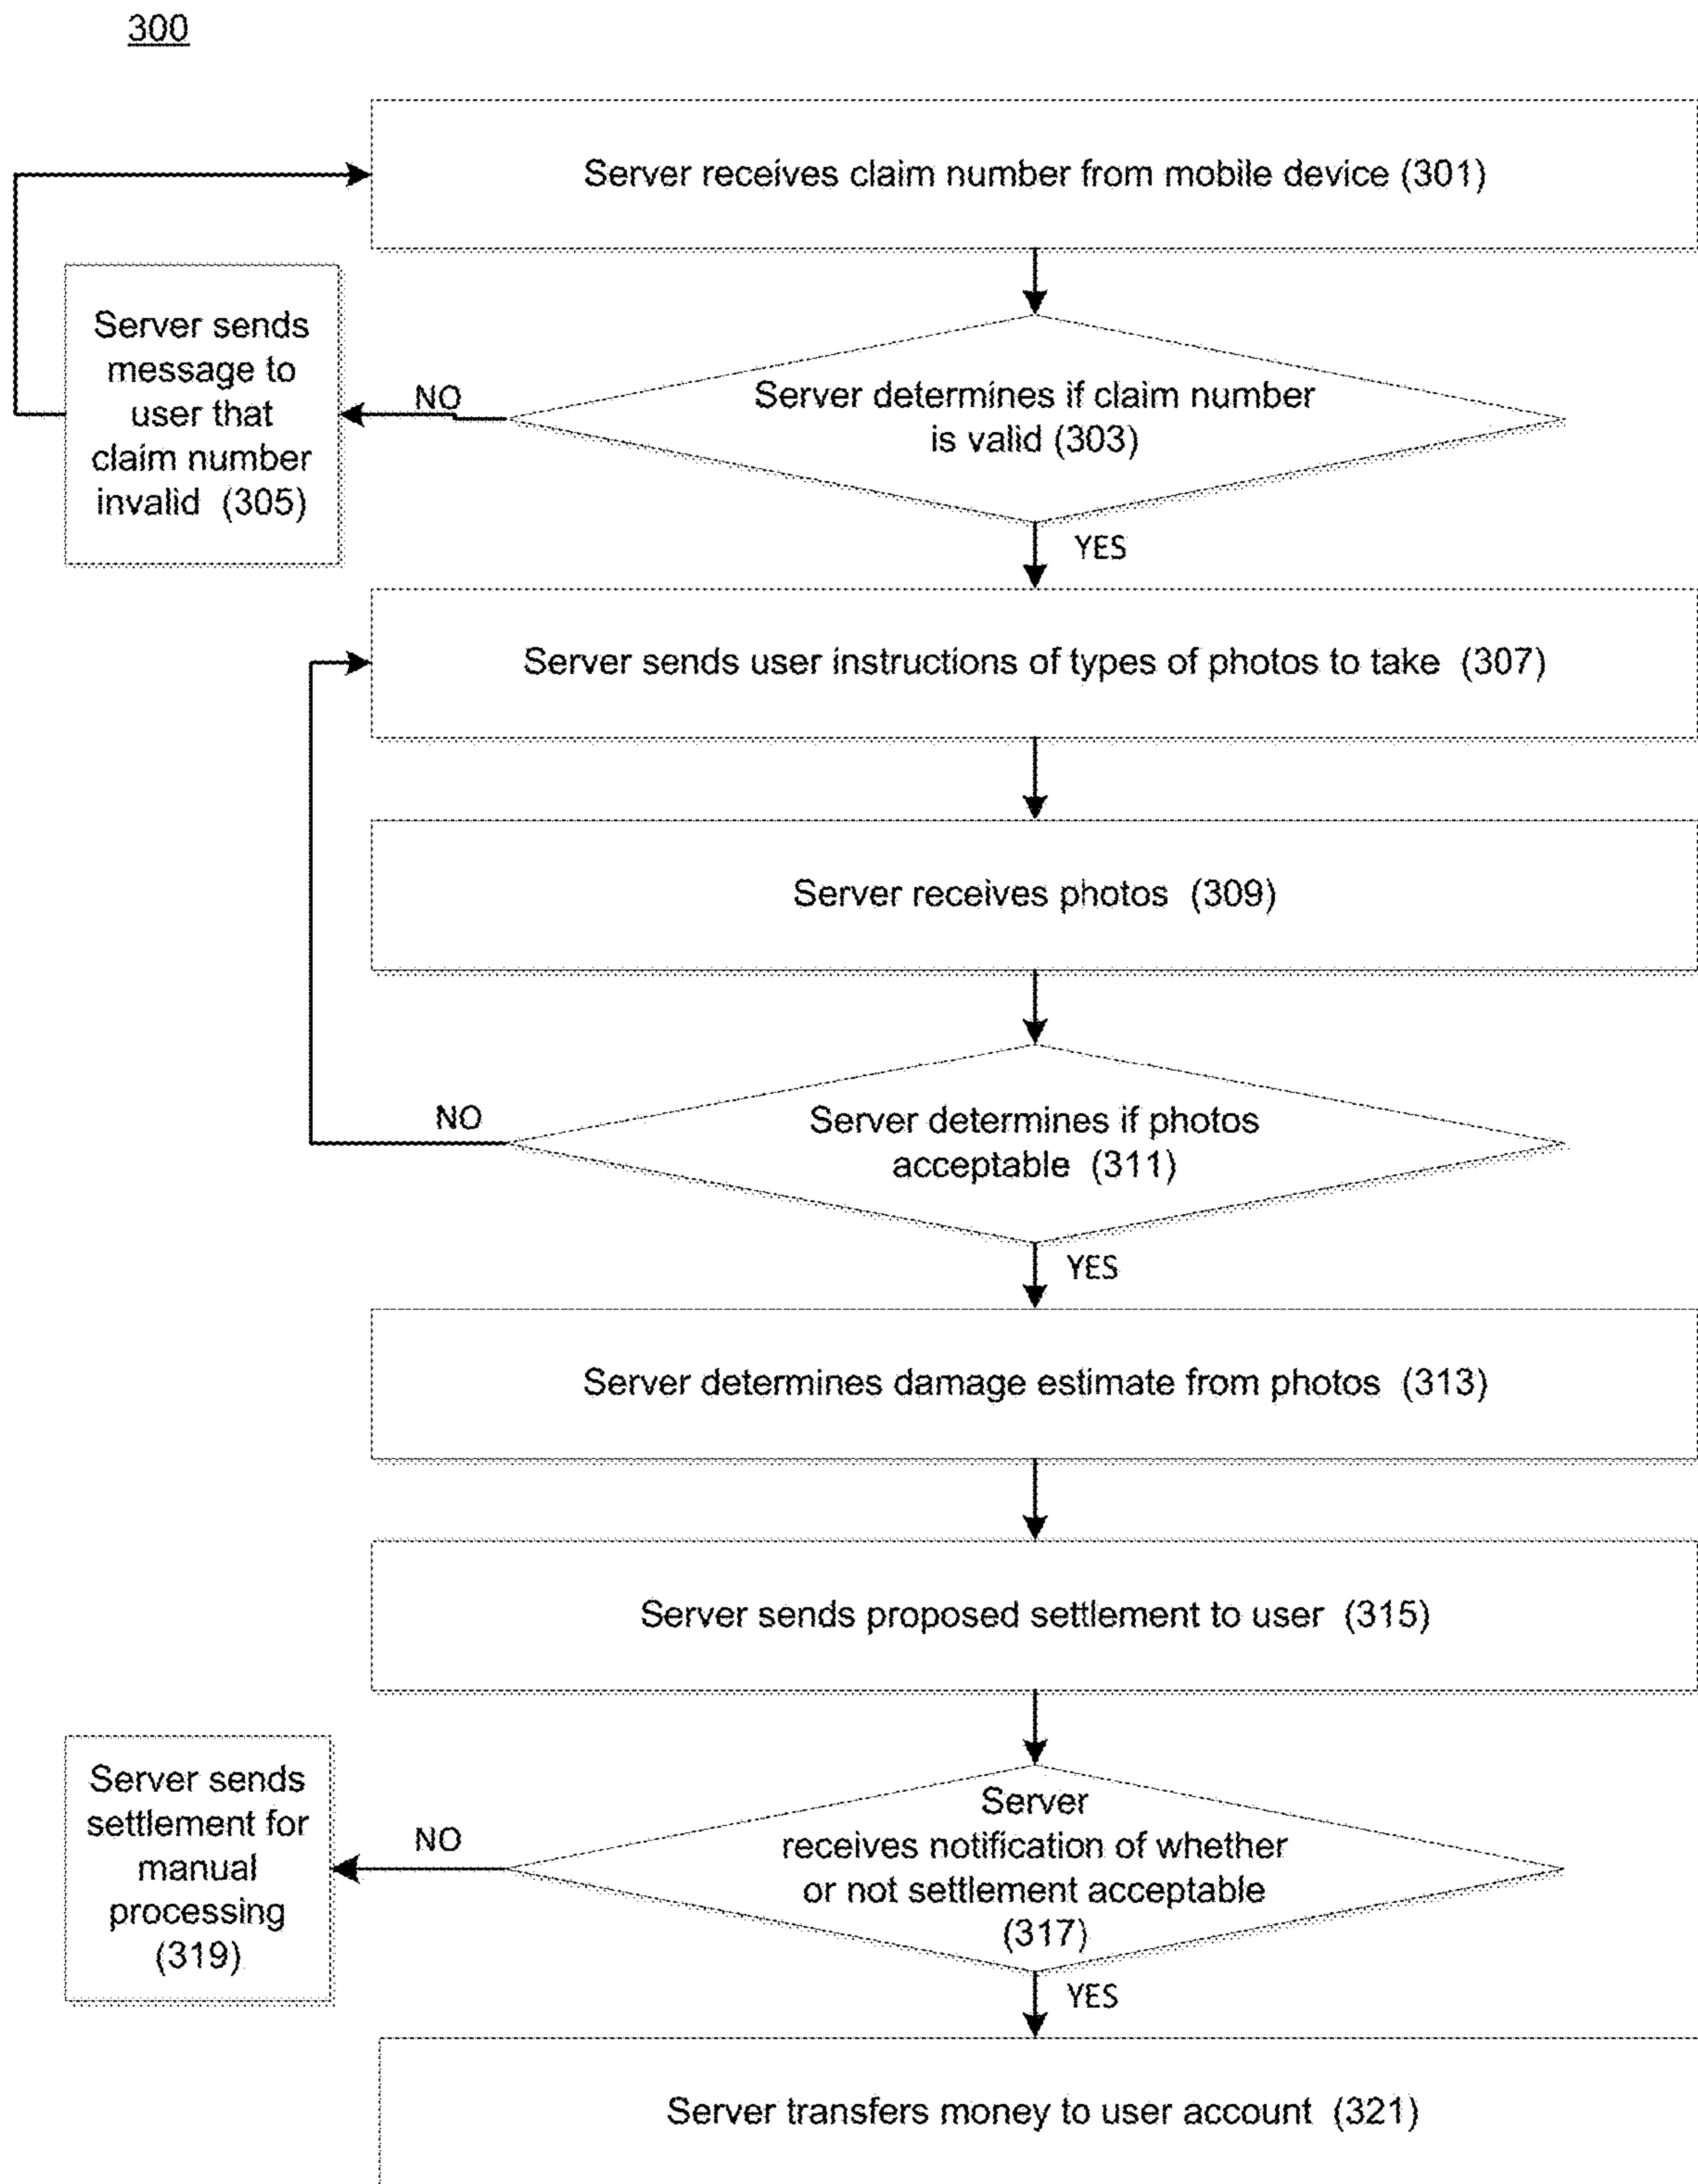 300
Server receives claim number from mobile device (301)
Server sends
message to
user that
claim number
invalid (305)
NO
Server determines if claim number
is valid (303)
YES
Server sends user instructions of types of photos to take (307)
Server receives photos (309)
NO
Server determines if photos
acceptable (311)
YES
Server determines damage estimate from photos (313)
Server sends proposed settlement to user (315)
Server sends
settlement for
manual
processing
(319)
NO
Server
receives notification of whether
or not settlement acceptable
(317)
YES
Server transfers money to user account (321)